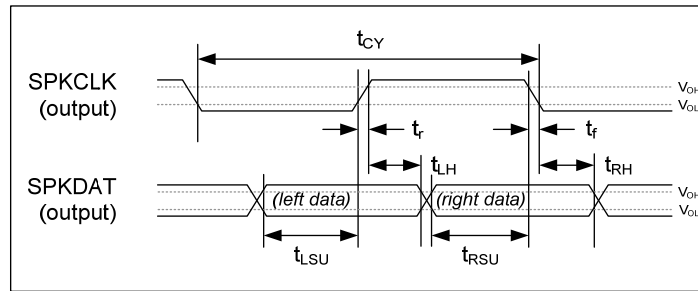 tCY
SPKCLK
(output)
VOH
VOL
tr
tf
tLH
tRH
SPKDAT
(output)
(left data)
(right data)
VOH
VOL
tLSU
tRSU